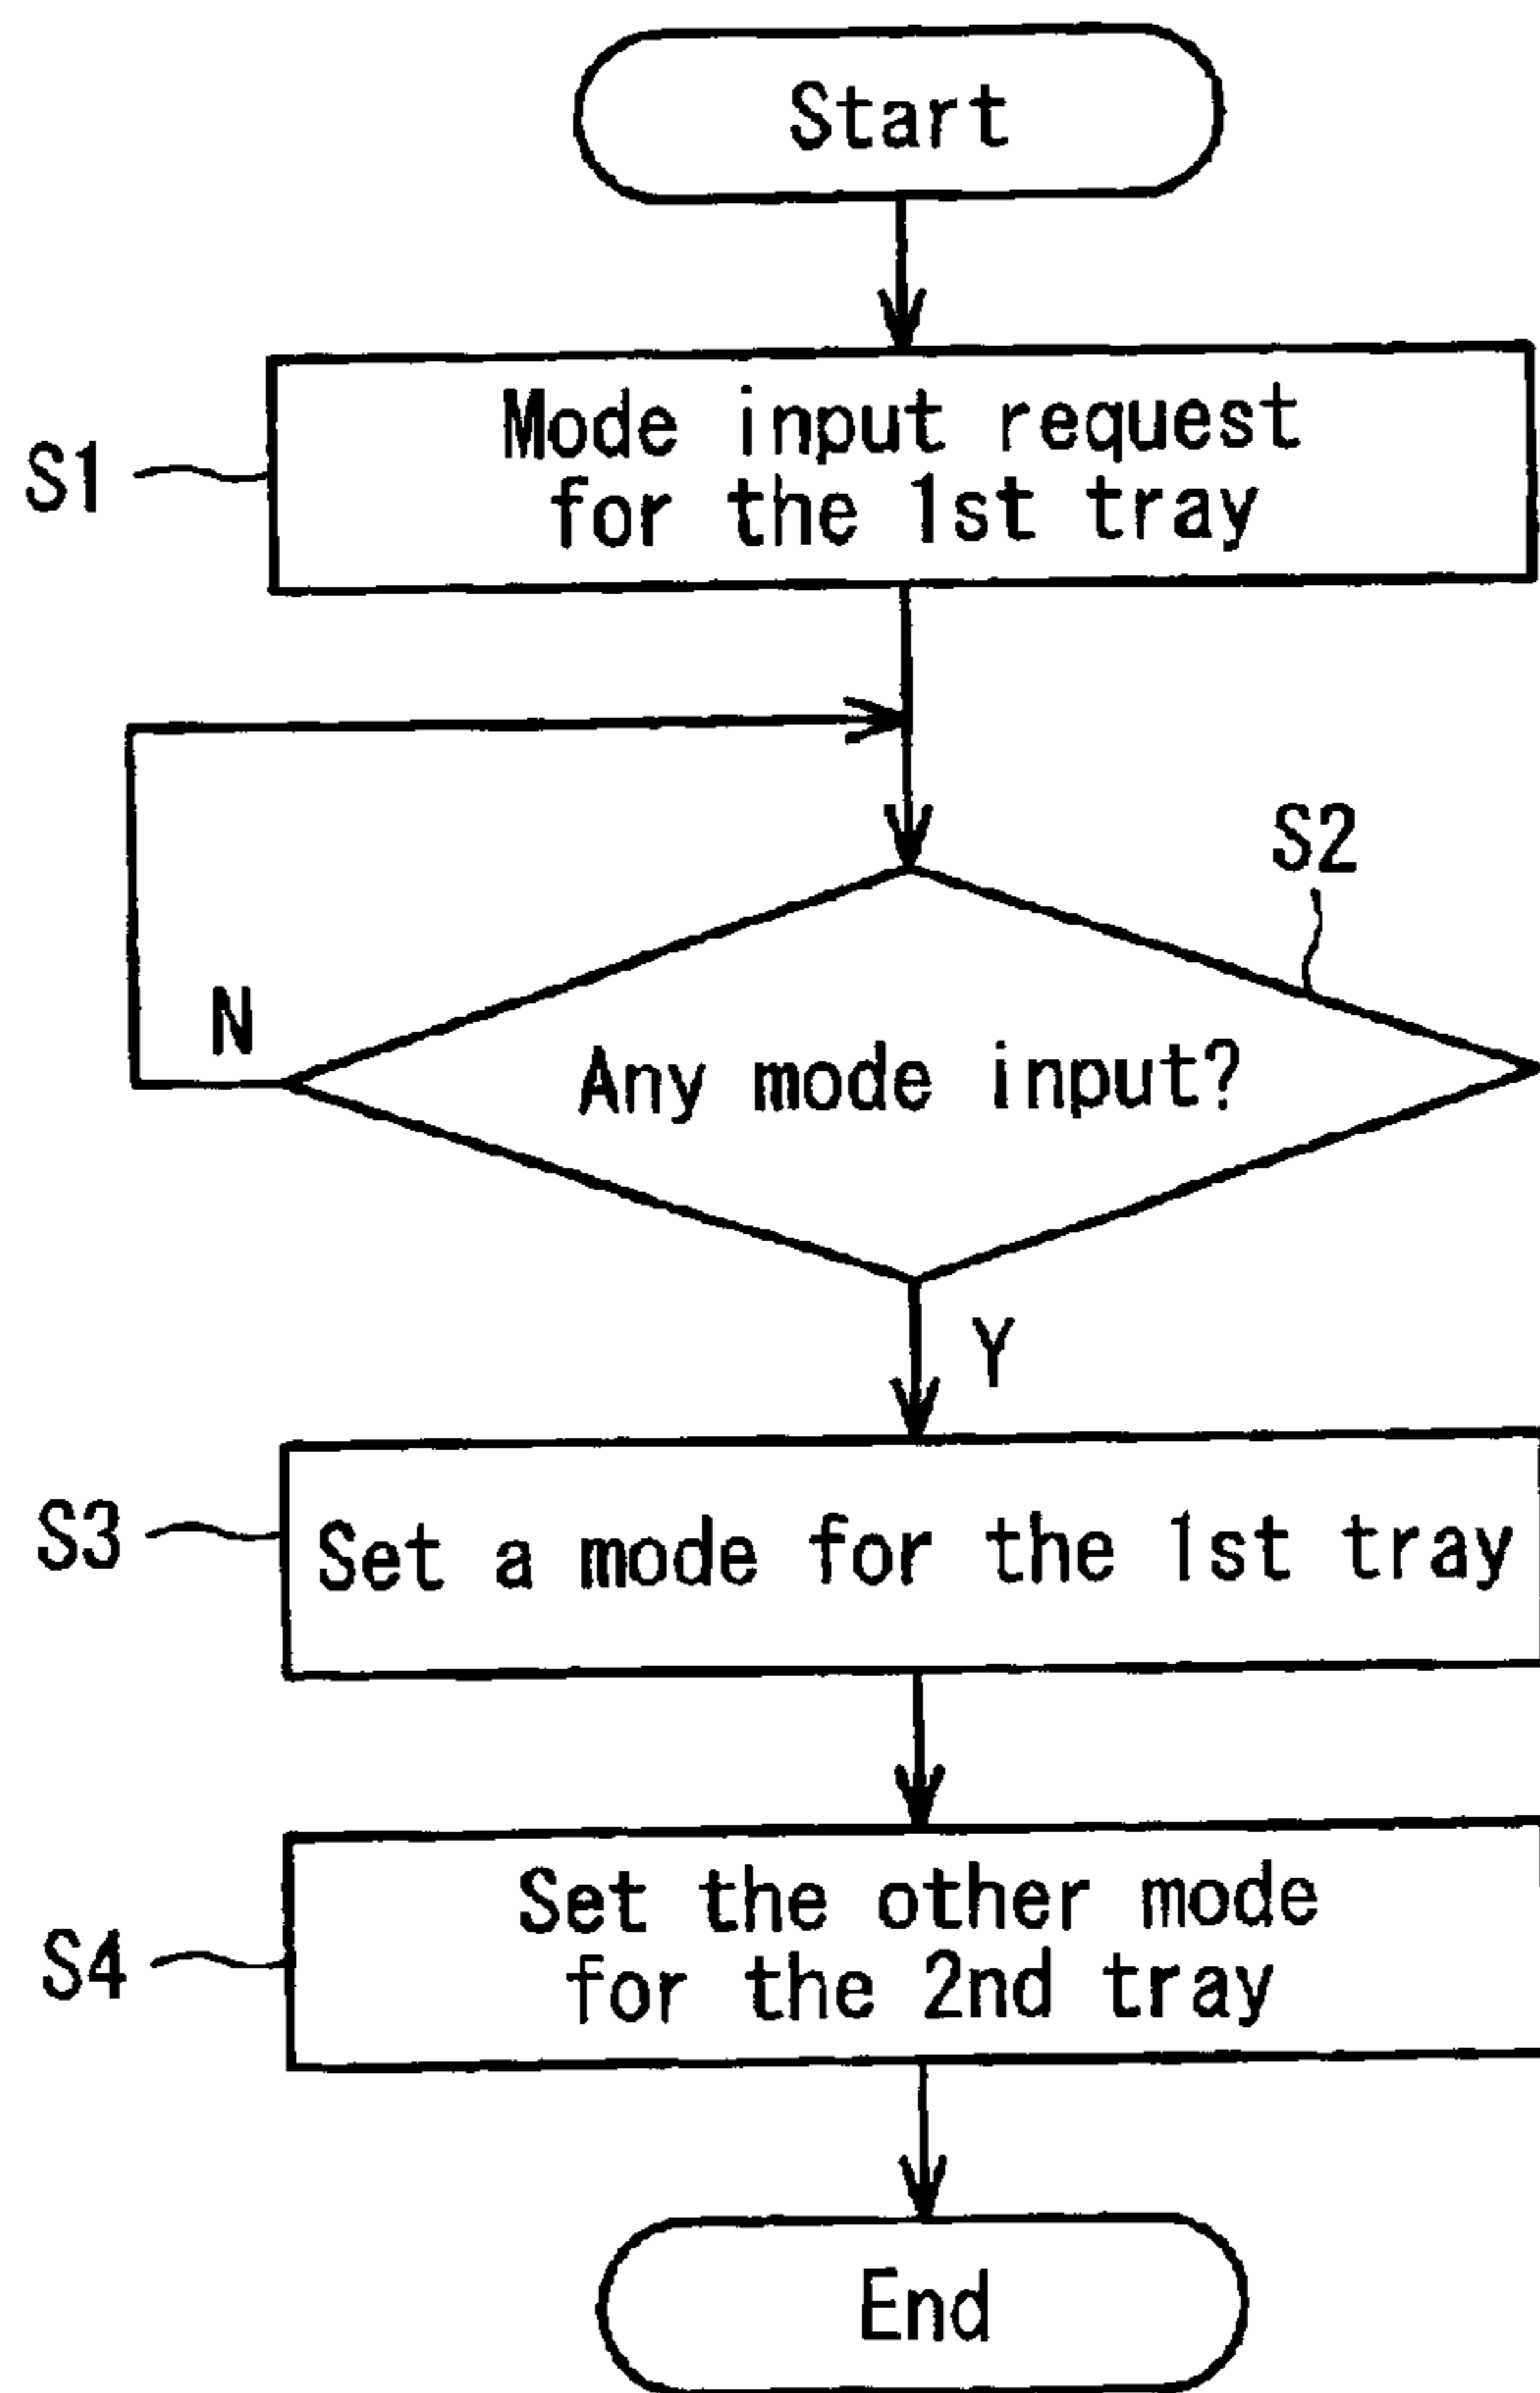 Start
S1
Mode input request
for the 1st tray
S2
N
Any mode input?
Y
S3
Set a mode for the 1st tray
S4
Set the other mode
for the 2nd tray
End